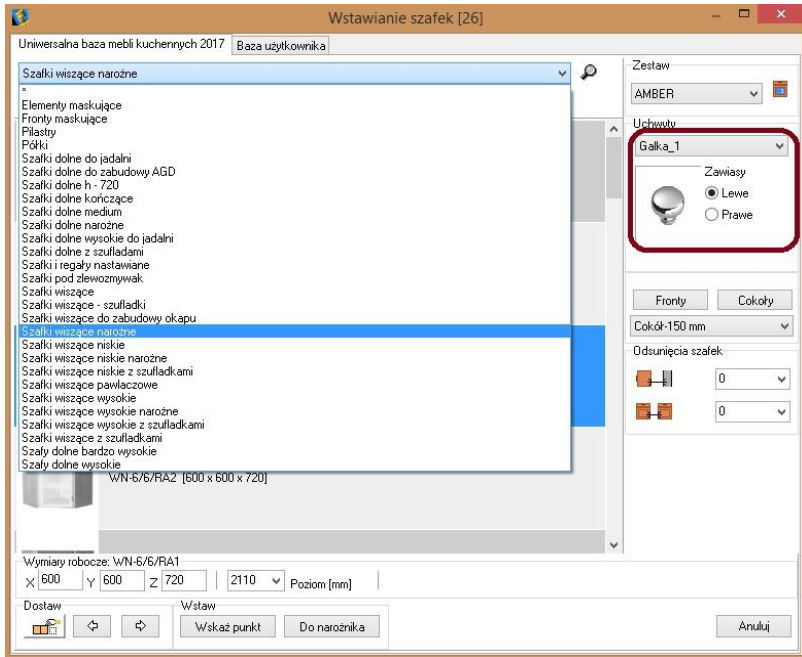 Wstawianie szafek [26]
Uniwersalna baza mebli kuchennych 2017
Baza użytkownika
Szafki wiszące narożne
*
Elementy maskujące
Fronty maskujące
Pilastry
Półki
Szafki dolne do jadalni
Szafki dolne do zabudowy AGD
Szafki dolne h - 720
Szafki dolne kończące
Szafki dolne medium
Szafki dolne narożne
Szafki dolne wysokie do jadalni
Szafki dolne z szufladami
Szafki i regały nastawiane
Szafki pod zlewozmywak
Szafki wiszące
Szafki wiszące - szufladki
Szafki wiszące do zabudowy okapu
Szafki wiszące narożne
Szafki wiszące niskie
Szafki wiszące niskie narożne
Szafki wiszące niskie z szufladkami
Szafki wiszące pawlaczowe
Szafki wiszące wysokie
Szafki wiszące wysokie narożne
Szafki wiszące wysokie z szufladkami
Szafki wiszące z szufladkami
Szafy dolne bardzo wysokie
Szafy dolne wysokie
WN-6/6/RA2 [600 x 600 x 720]
Zestaw
AMBER
Uchwyty
Galka_1
Zawiasy
Lewe
Prawe
Fronty
Cokoły
Cokół-150 mm
Odsunięcia szafek
0
0
Wymiary robocze: WN-6/6/RA1
X 600 Y 600 Z 720 2110 Poziom [mm]
Dostaw
Wstaw
Wskaż punkt
Do narożnika
Anuluj